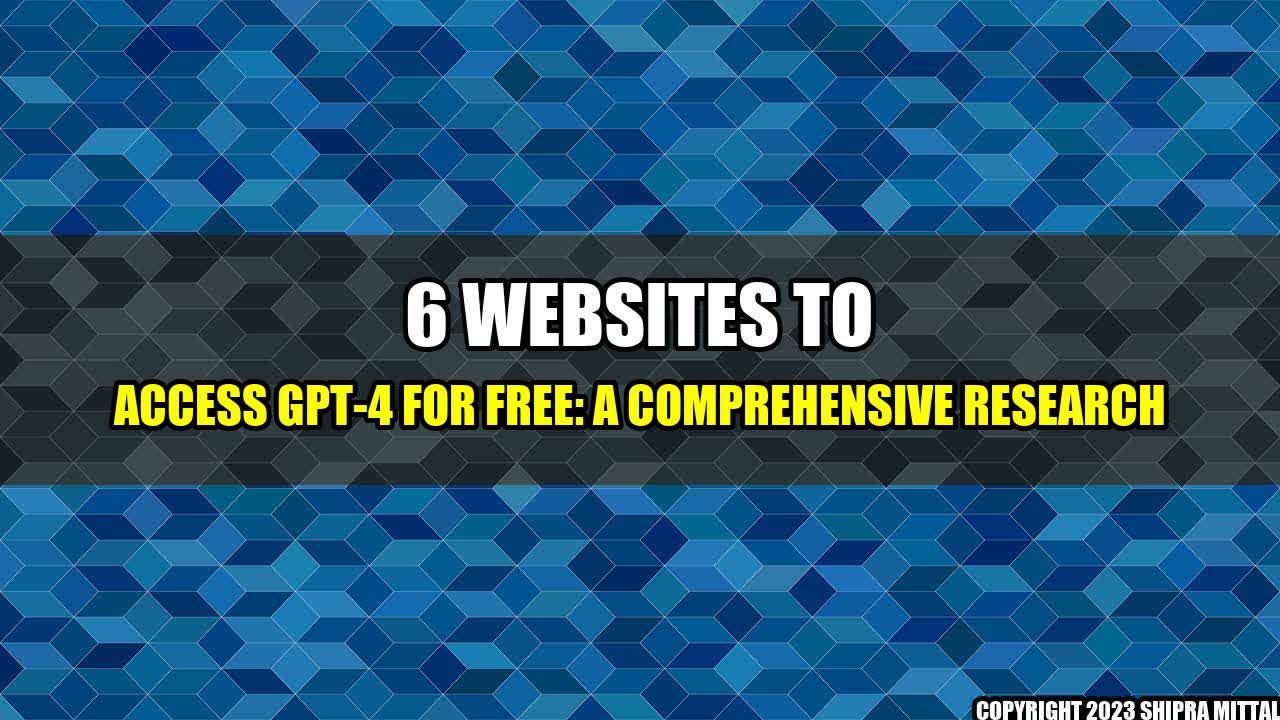 6 WEBSITES TO
ACCESS GPT-4 FOR FREE: A COMPREHENSIVE RESEARCH
COPYRIGHT 2023 SHIPRA MITTAL